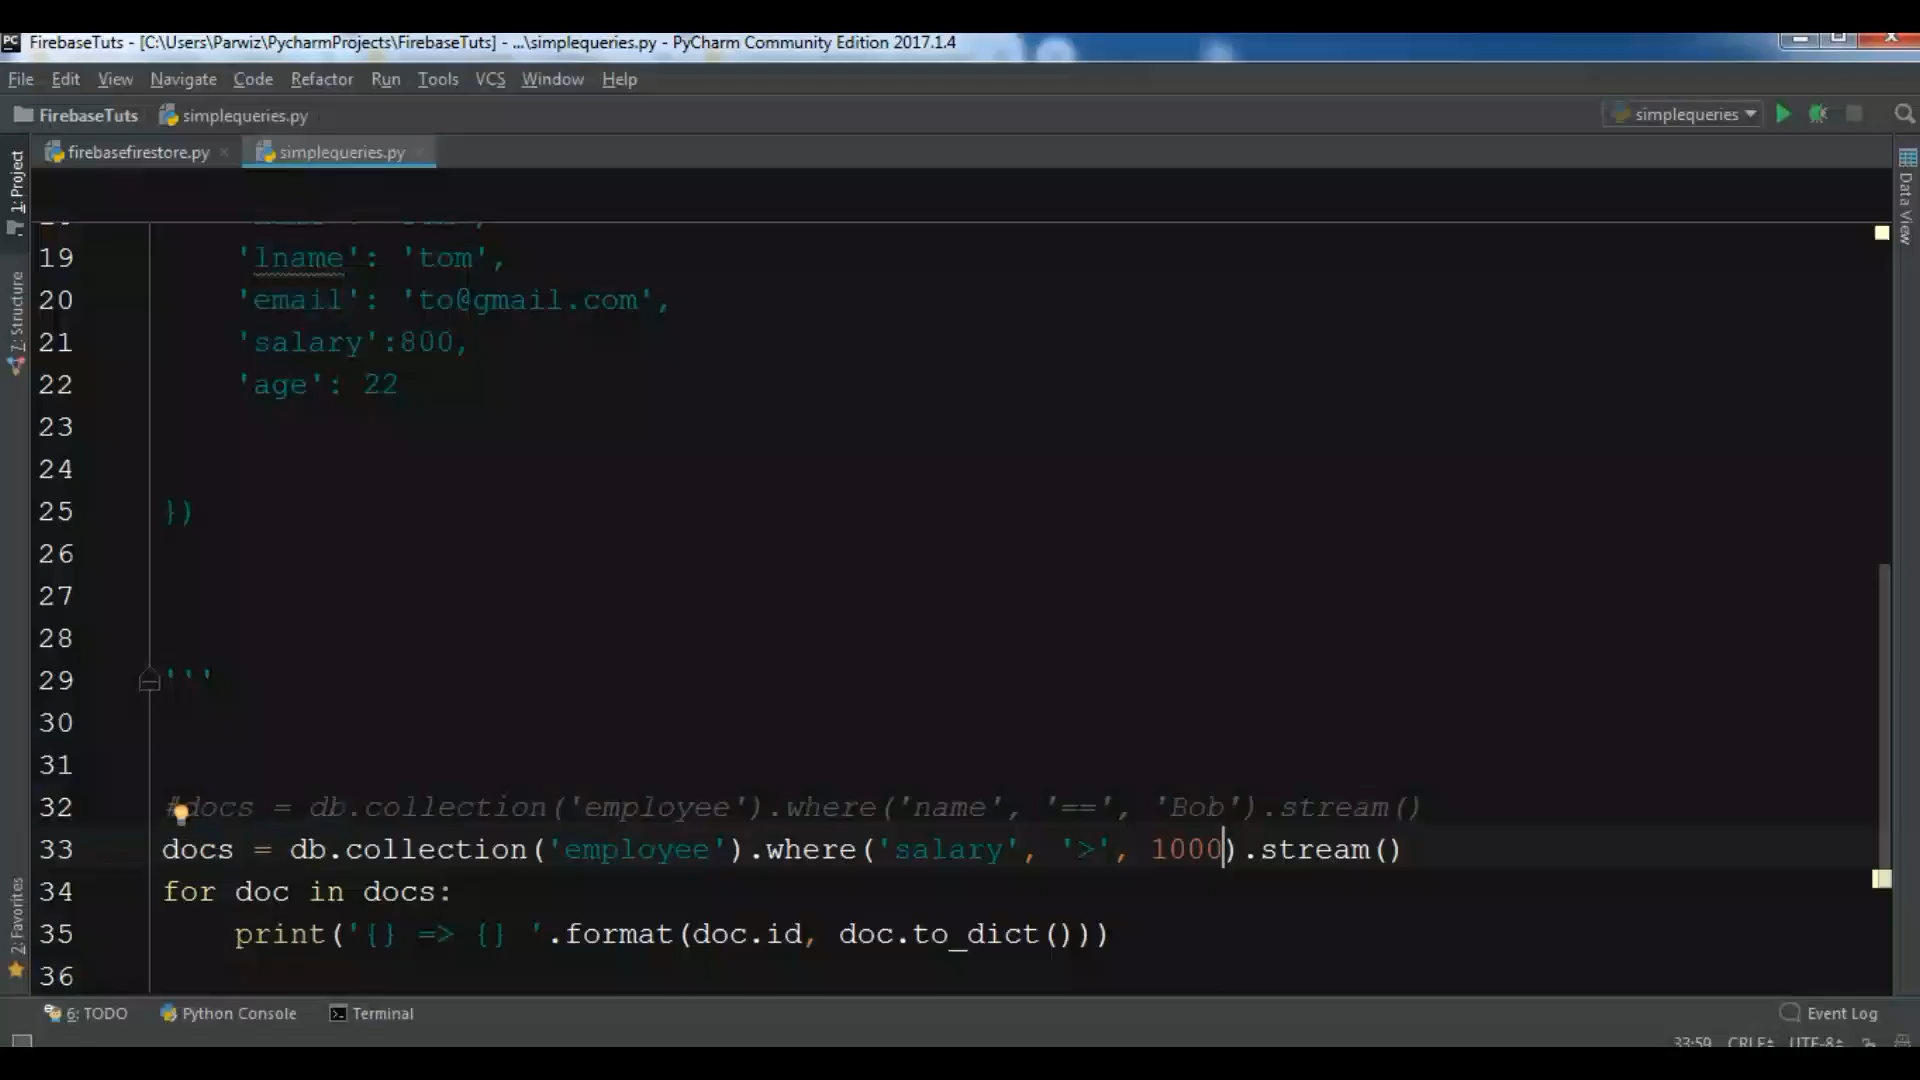 FirebaseTuts - [C:\Users\Parwiz\PycharmProjects\FirebaseTuts] - ...\simplequeries.py - PyCharm Community Edition 2017.1.4
File Edit View Navigate Code Refactor Run Tools VCS Window Help
FirebaseTuts simplequeries.py simplequeries
firebasefirestore.py simplequeries.py
1: Project
7: Structure
2: Favorites
Data View
19 'lname': 'tom',
20 'email': 'to@gmail.com',
21 'salary':800,
22 'age': 22
23
24
25 })
26
27
28
29 '''
30
31
32 #docs = db.collection('employee').where('name', '==', 'Bob').stream()
33 docs = db.collection('employee').where('salary', '>', 1000).stream()
34 for doc in docs:
35 print('{} => {} '.format(doc.id, doc.to_dict()))
36
6: TODO Python Console Terminal Event Log
33:59 CRLF UTF-8